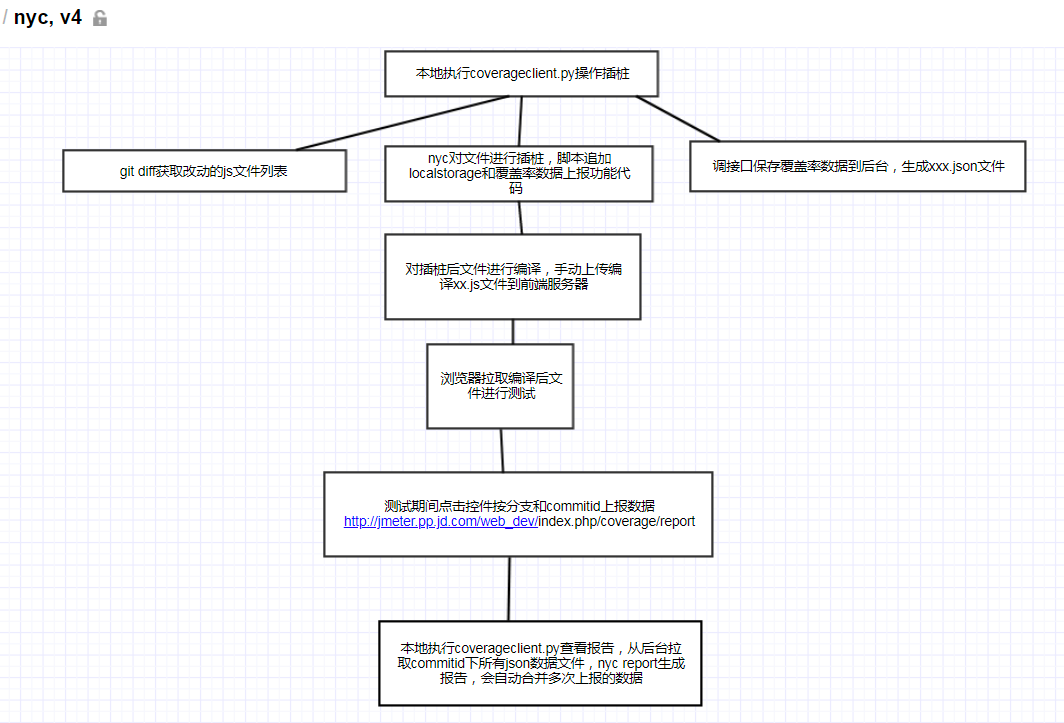 / nyc, v4
本地执行coverageclient.py操作插桩
git diff获取改动的js文件列表
nyc对文件进行插桩，脚本追加
localstorage和覆盖率数据上报功能代
码
调接口保存覆盖率数据到后台，生成xxx.json文件
对插桩后文件进行编译，手动上传编
译xx.js文件到前端服务器
浏览器拉取编译后文
件进行测试
测试期间点击控件按分支和commitid上报数据
http://jmeter.pp.jd.com/web_dev/index.php/coverage/report
本地执行coverageclient.py查看报告，从后台拉
取commitid下所有json数据文件，nyc report生成
报告，会自动合并多次上报的数据